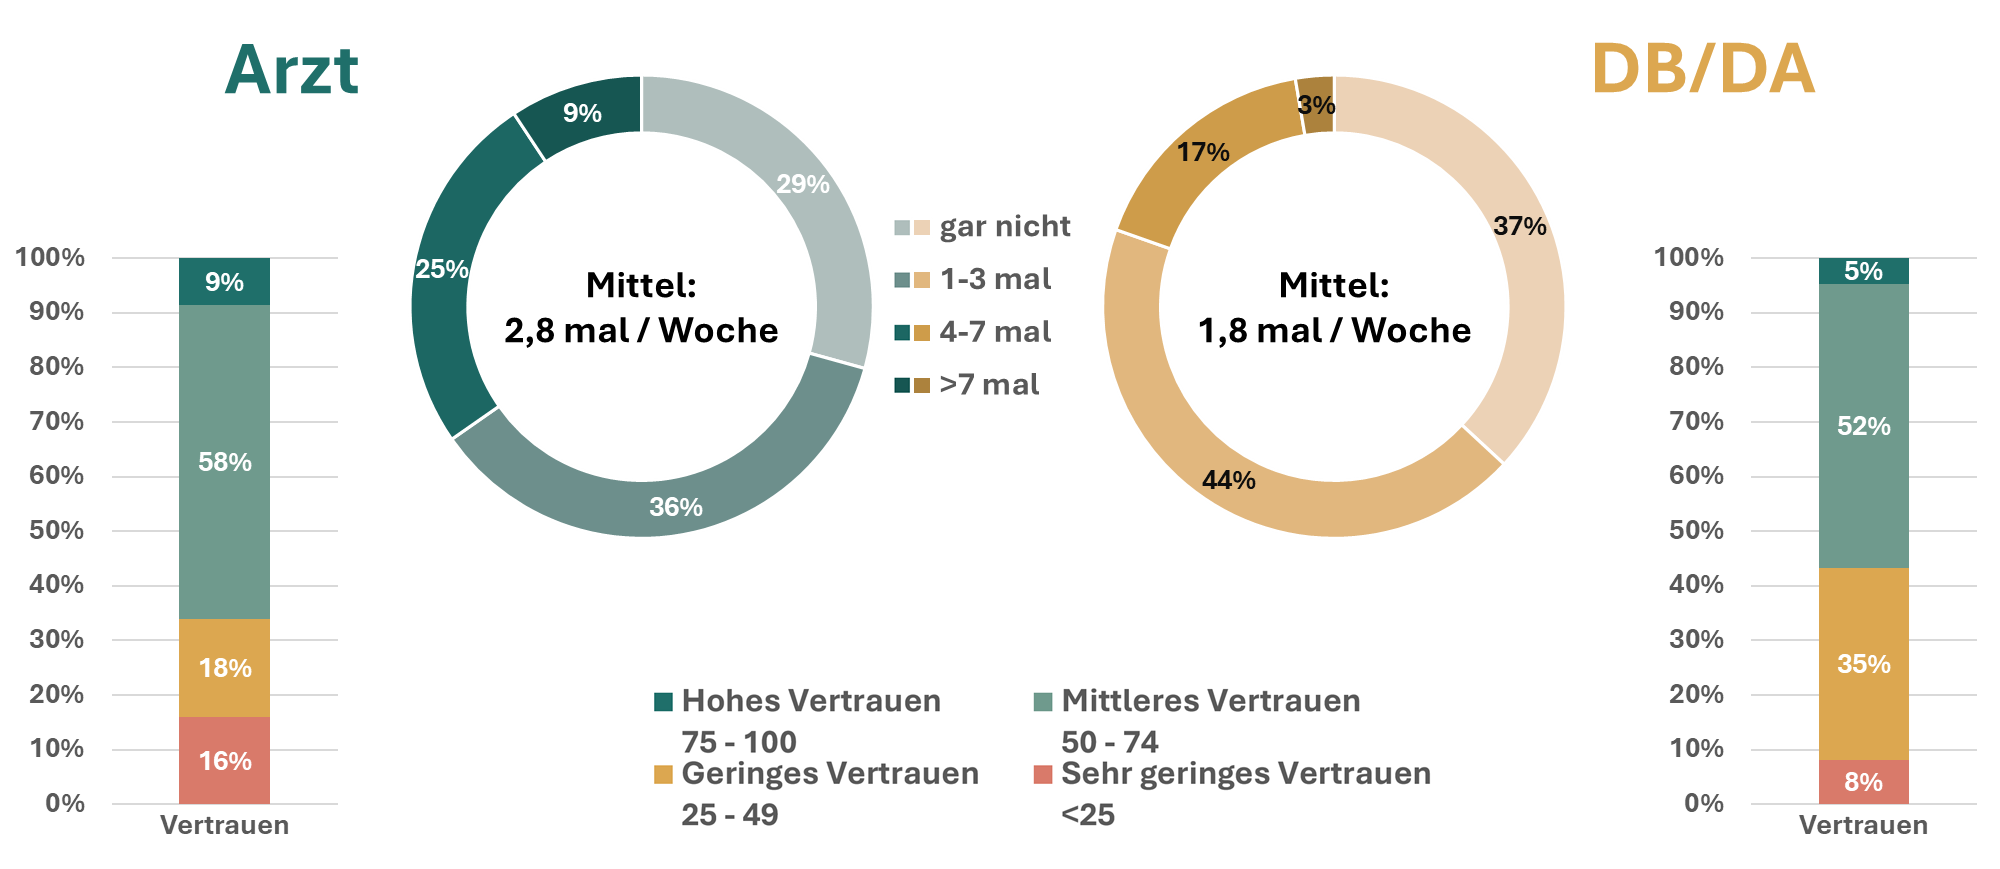 Arzt
DB/DA
100%
90%
80%
70%
60%
50%
40%
30%
20%
10%
0%
9%
58%
18%
16%
Vertrauen
9%
29%
25%
36%
Mittel:
2,8 mal / Woche
gar nicht
1-3 mal
4-7 mal
>7 mal
3%
17%
37%
44%
Mittel:
1,8 mal / Woche
Hohes Vertrauen
75 - 100
Mittleres Vertrauen
50 - 74
Geringes Vertrauen
25 - 49
Sehr geringes Vertrauen
<25
100%
90%
80%
70%
60%
50%
40%
30%
20%
10%
0%
5%
52%
35%
8%
Vertrauen